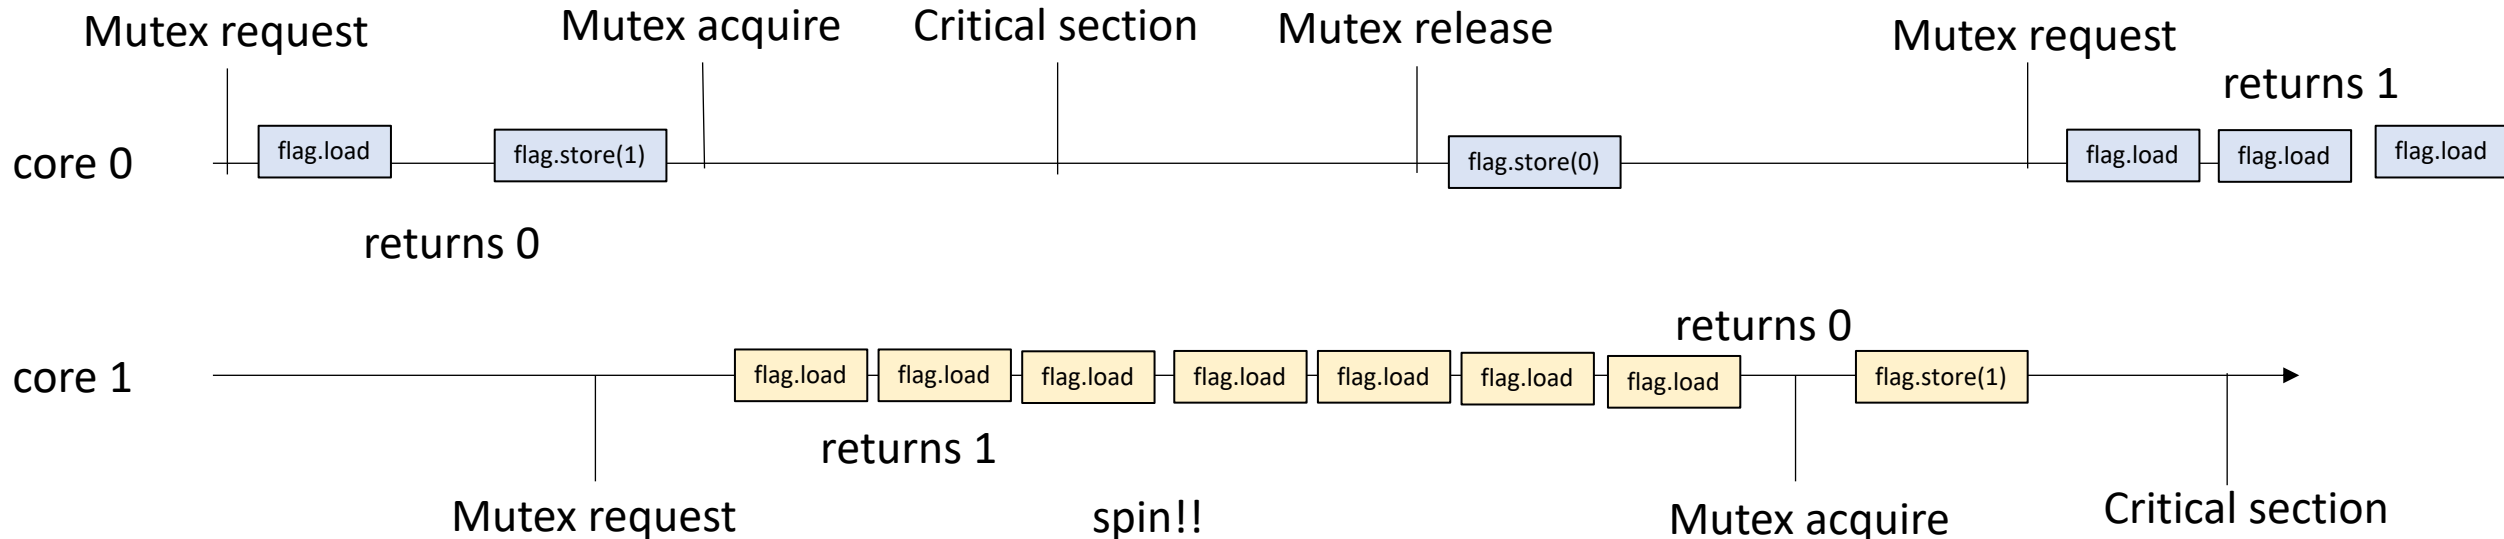 Mutex request
Mutex acquire
Critical section
Mutex release
Mutex request
returns 1
core 0
flag.load
flag.store(1)
flag.store(0)
flag.load
flag.load
flag.load
returns 0
returns 0
core 1
flag.load
flag.load
flag.load
flag.load
flag.load
flag.load
flag.load
flag.store(1)
returns 1
Mutex request
spin!!
Mutex acquire
Critical section